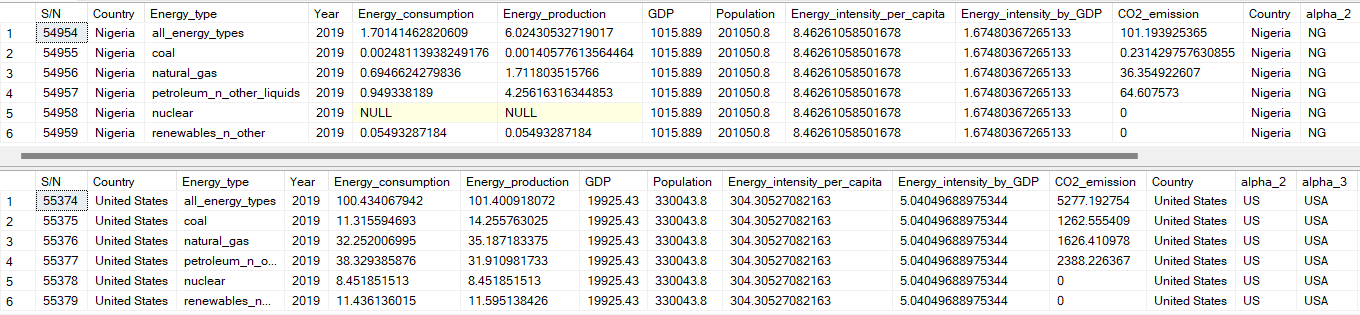 S/N Country Energy_type Year Energy_consumption Energy_production GDP Population Energy_intensity_per_capita Energy_intensity_by_GDP CO2_emission Country alpha_2
1 54954 Nigeria all_energy_types 2019 1.70141462820609 6.02430532719017 1015.889 201050.8 8.46261058501678 1.67480367265133 101.193925365 Nigeria NG
2 54955 Nigeria coal 2019 0.00248113938249176 0.00140577613564464 1015.889 201050.8 8.46261058501678 1.67480367265133 0.231429757630855 Nigeria NG
3 54956 Nigeria natural_gas 2019 0.6946624279836 1.711803515766 1015.889 201050.8 8.46261058501678 1.67480367265133 36.354922607 Nigeria NG
4 54957 Nigeria petroleum_n_other_liquids 2019 0.949338189 4.25616316344853 1015.889 201050.8 8.46261058501678 1.67480367265133 64.607573 Nigeria NG
5 54958 Nigeria nuclear 2019 NULL NULL 1015.889 201050.8 8.46261058501678 1.67480367265133 0 Nigeria NG
6 54959 Nigeria renewables_n_other 2019 0.05493287184 0.05493287184 1015.889 201050.8 8.46261058501678 1.67480367265133 0 Nigeria NG
S/N Country Energy_type Year Energy_consumption Energy_production GDP Population Energy_intensity_per_capita Energy_intensity_by_GDP CO2_emission Country alpha_2 alpha_3
1 55374 United States all_energy_types 2019 100.434067942 101.400918072 19925.43 330043.8 304.30527082163 5.04049688975344 5277.192754 United States US USA
2 55375 United States coal 2019 11.315594693 14.255763025 19925.43 330043.8 304.30527082163 5.04049688975344 1262.555409 United States US USA
3 55376 United States natural_gas 2019 32.252006995 35.187183375 19925.43 330043.8 304.30527082163 5.04049688975344 1626.410978 United States US USA
4 55377 United States petroleum_n_o... 2019 38.329385876 31.910981733 19925.43 330043.8 304.30527082163 5.04049688975344 2388.226367 United States US USA
5 55378 United States nuclear 2019 8.451851513 8.451851513 19925.43 330043.8 304.30527082163 5.04049688975344 0 United States US USA
6 55379 United States renewables_n... 2019 11.436136015 11.595138426 19925.43 330043.8 304.30527082163 5.04049688975344 0 United States US USA